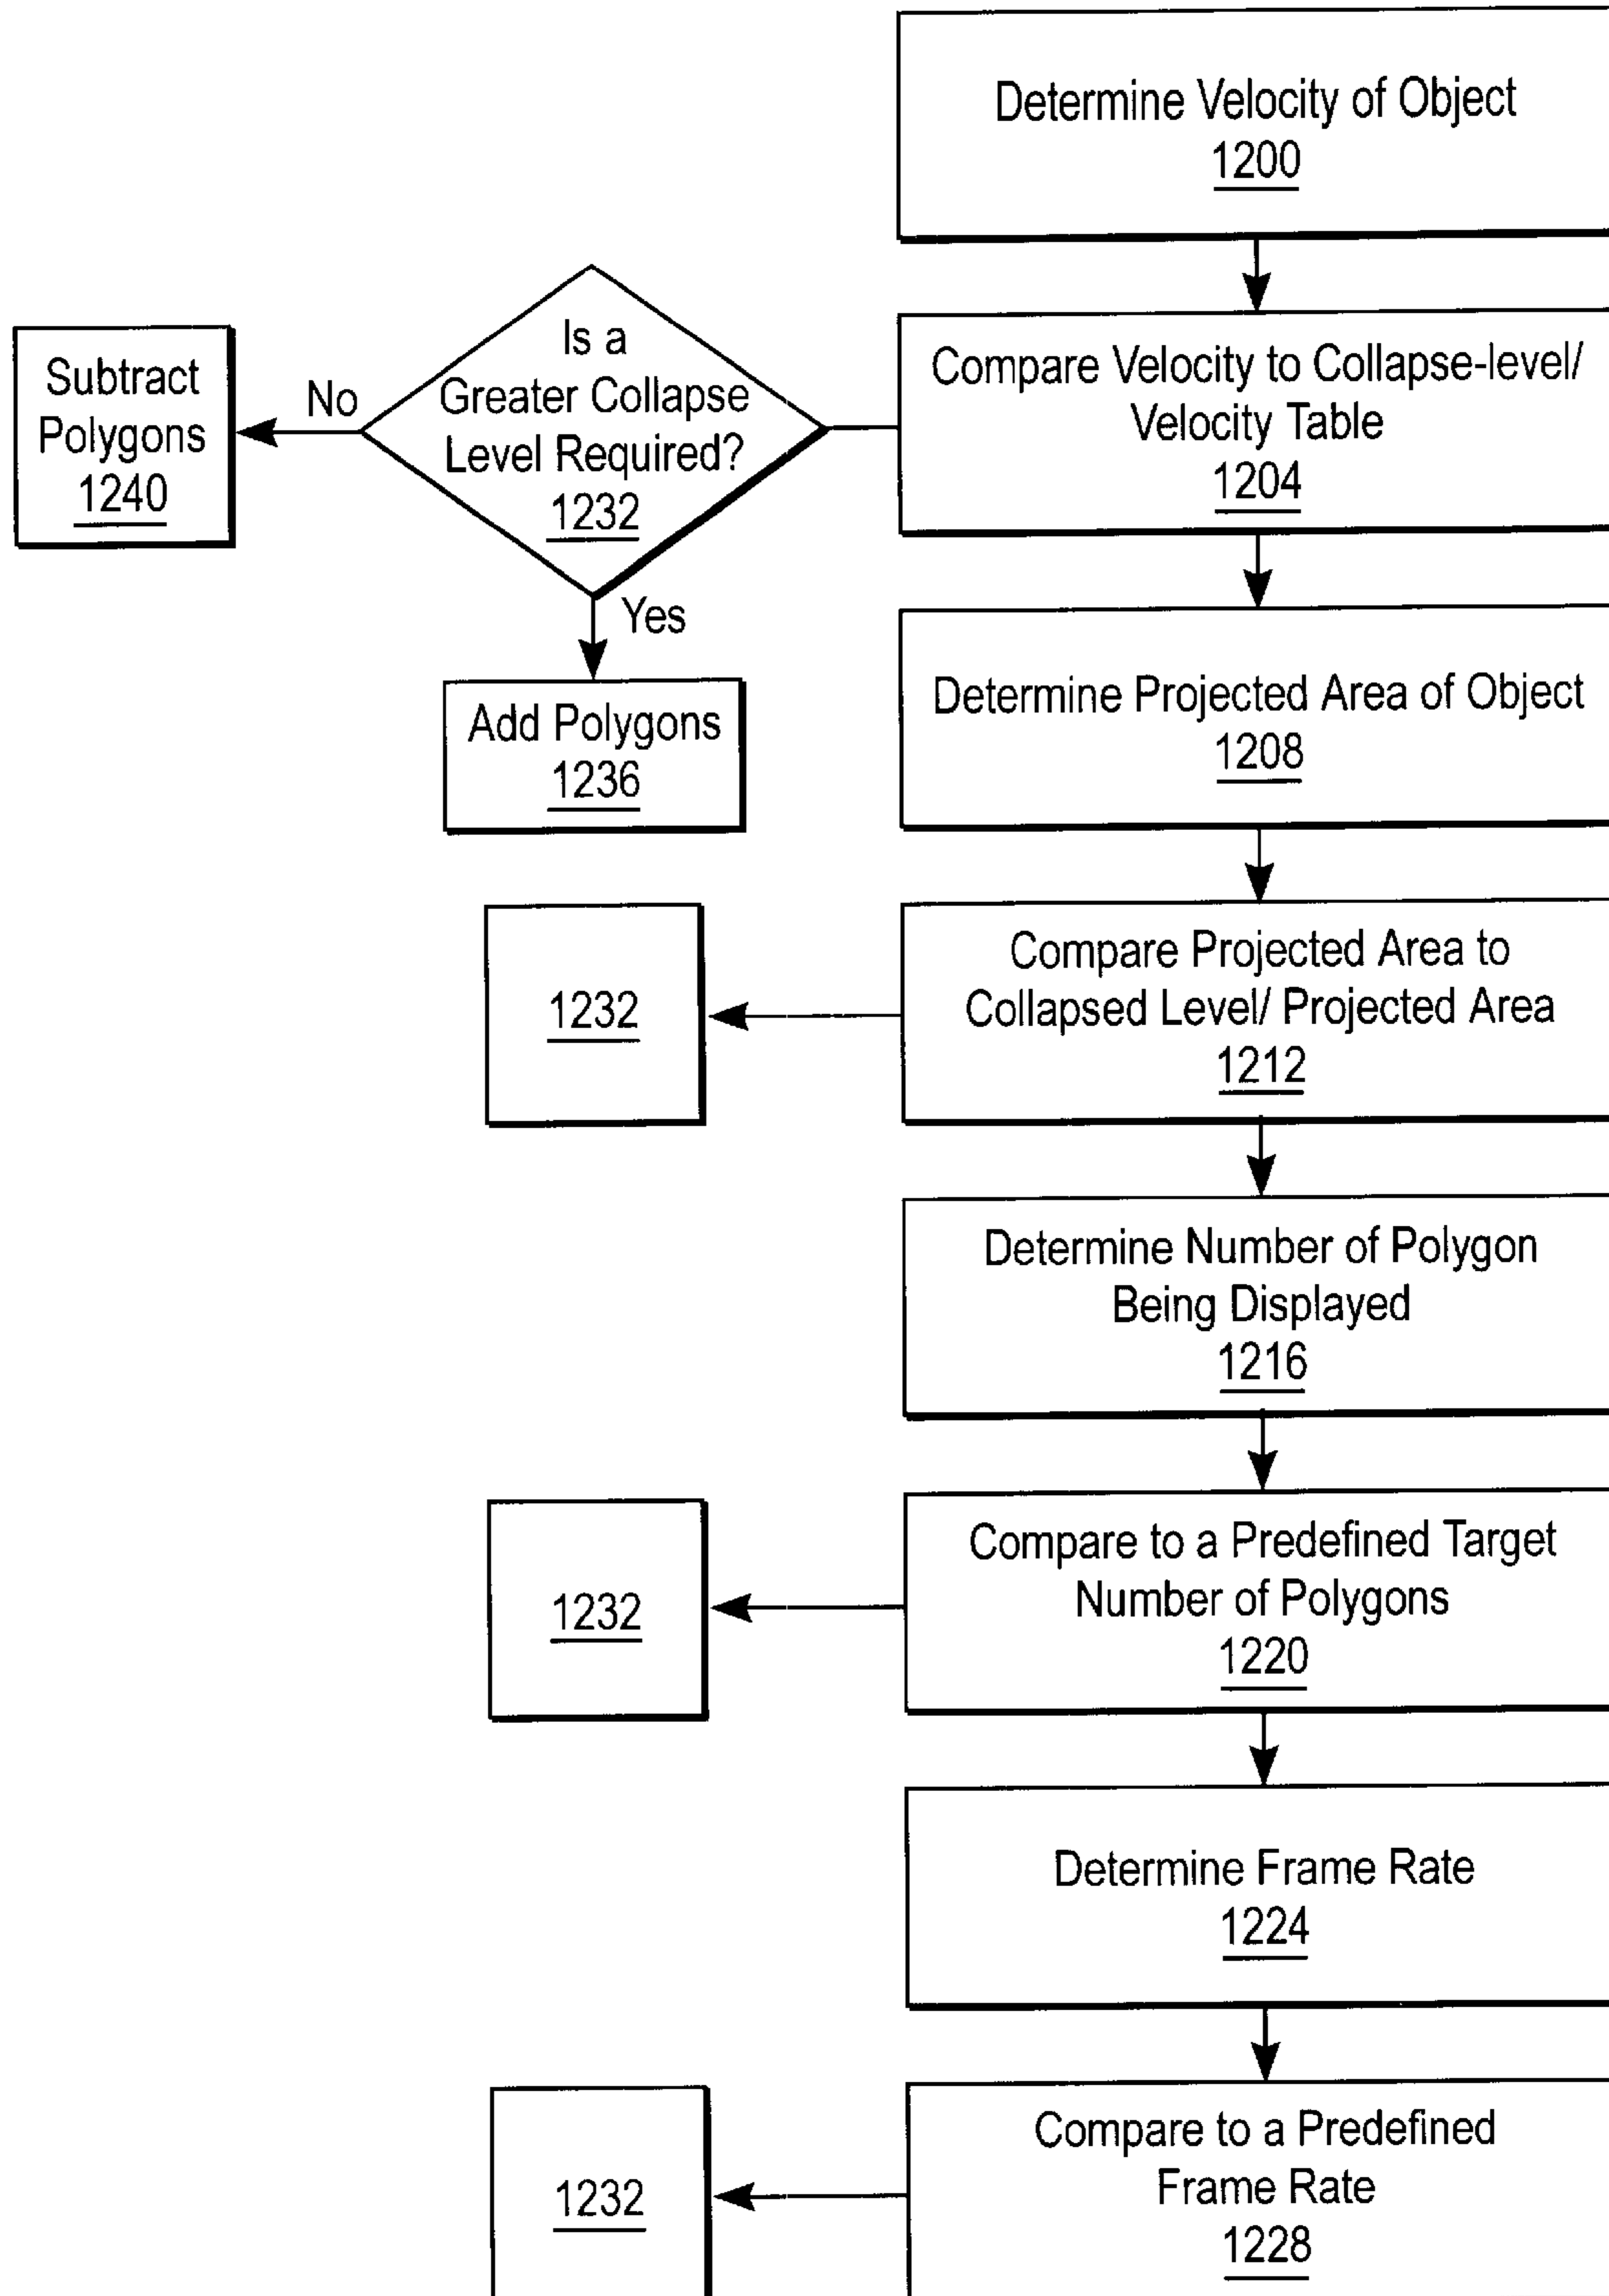 Determine Velocity of Object
1200
Is a
Greater Collapse
Level Required?
1232
No
Subtract
Polygons
1240
Yes
Add Polygons
1236
Compare Velocity to Collapse-level/
Velocity Table
1204
Determine Projected Area of Object
1208
Compare Projected Area to
Collapsed Level/ Projected Area
1212
1232
Determine Number of Polygon
Being Displayed
1216
Compare to a Predefined Target
Number of Polygons
1220
1232
Determine Frame Rate
1224
Compare to a Predefined
Frame Rate
1228
1232